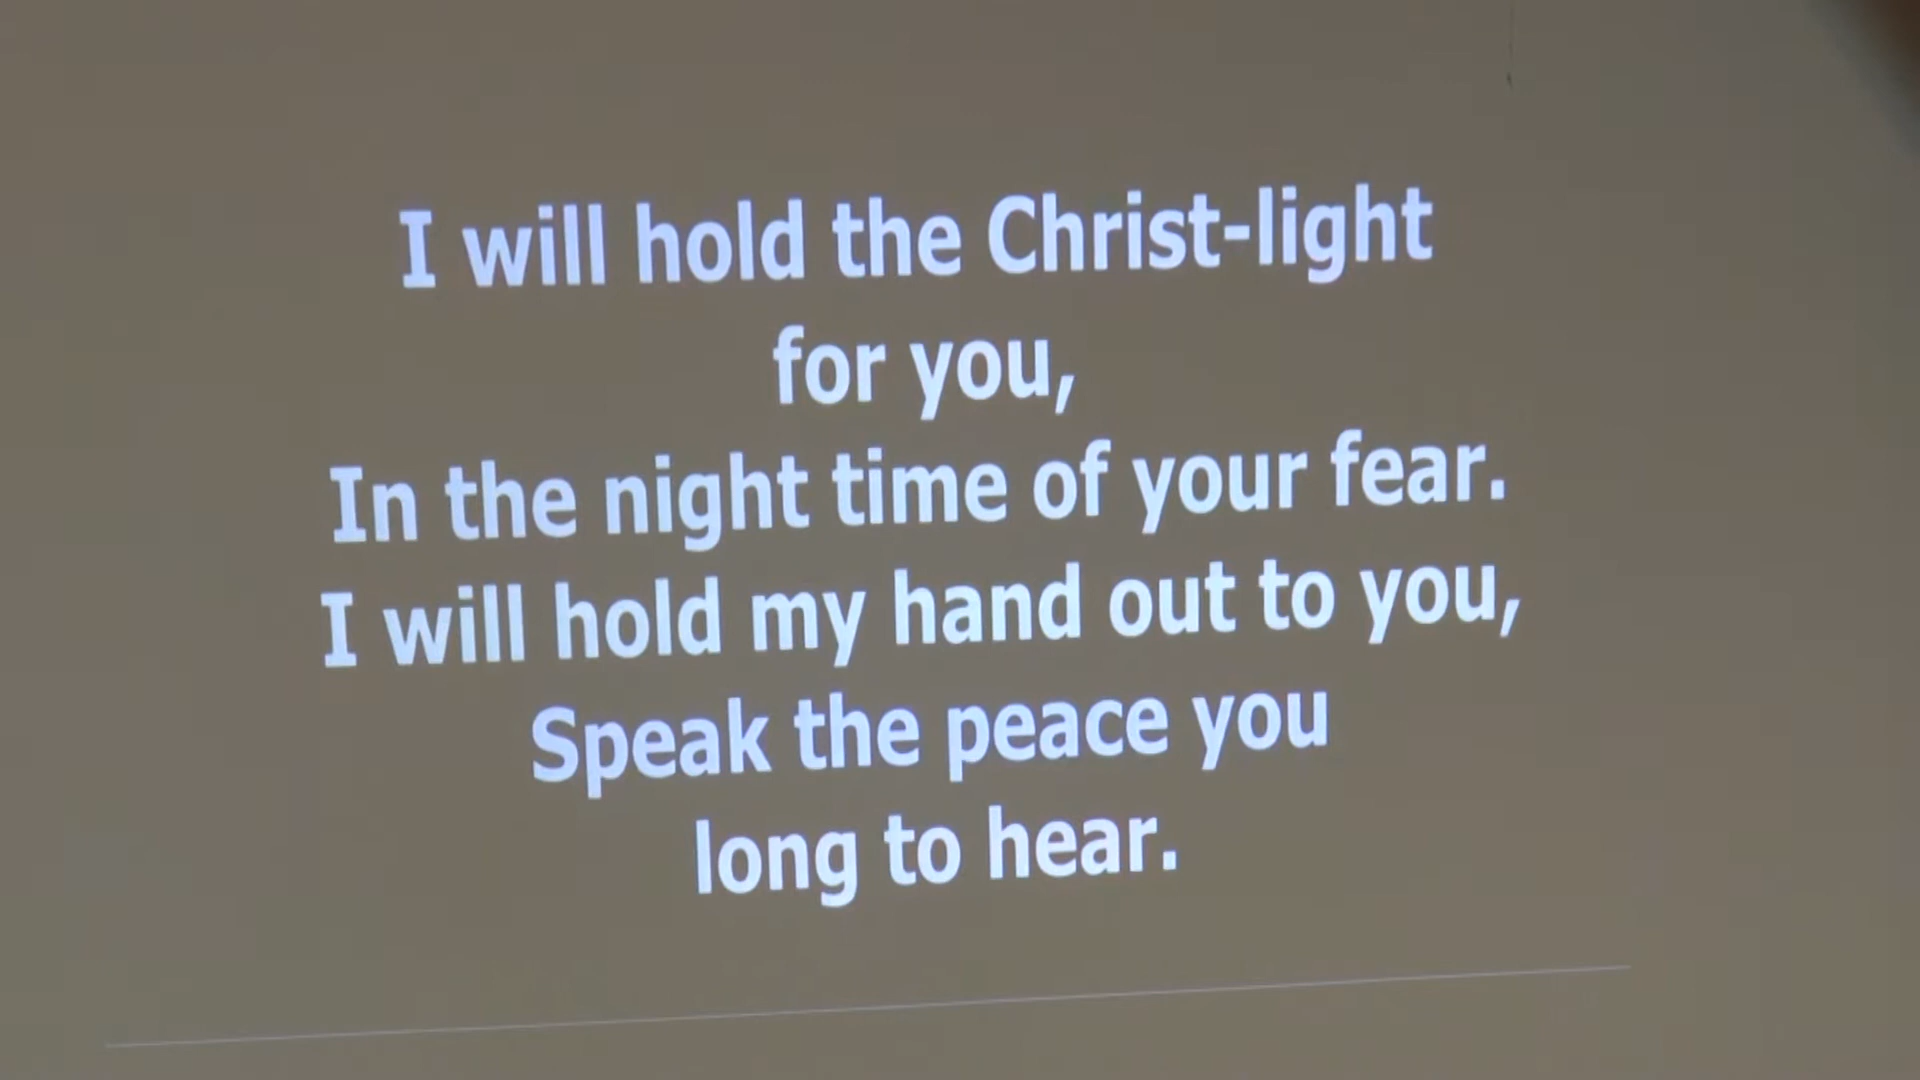 I will hold the Christ-light
for you,
In the night time of your fear.
I will hold my hand out to you,
Speak the peace you
long to hear.